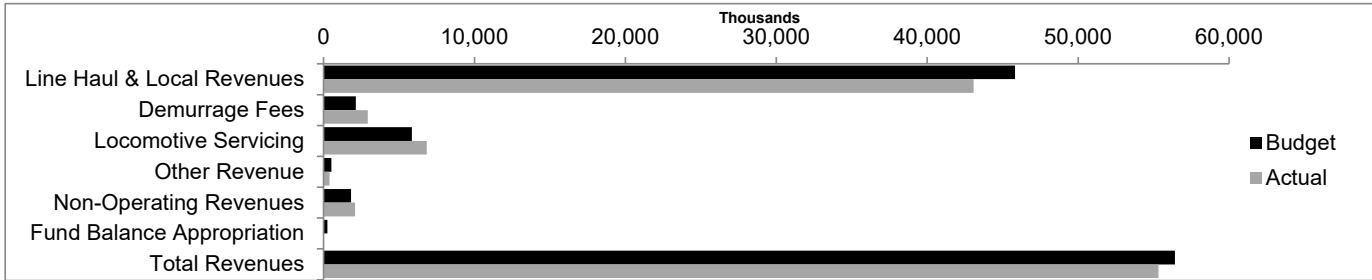 Thousands
0 10,000 20,000 30,000 40,000 50,000 60,000
Line Haul & Local Revenues
Demurrage Fees
Locomotive Servicing
Other Revenue
Non-Operating Revenues
Fund Balance Appropriation
Total Revenues
Budget
Actual